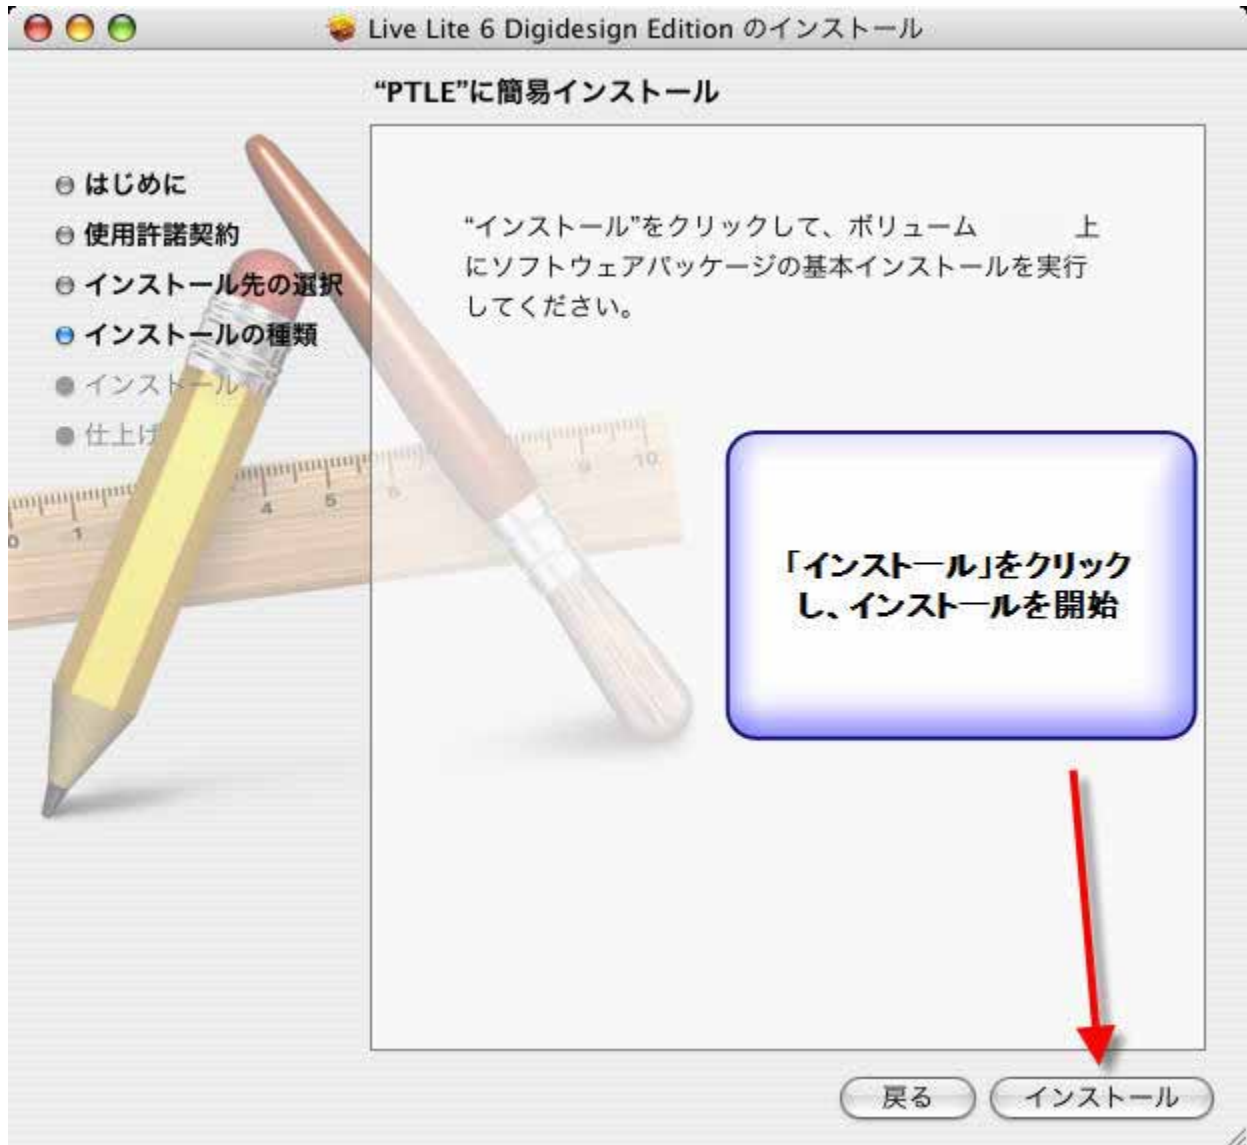 Live Lite 6 Digidesign Edition のインストール
“PTLE”に簡易インストール
はじめに
使用許諾契約
インストール先の選択
インストールの種類
インストール
仕上げ
“インストール”をクリックして、ボリューム 上
にソフトウェアパッケージの基本インストールを実行
してください。
0 1 4 5 6 9 10
「インストール」をクリック
し、インストールを開始
戻る
インストール